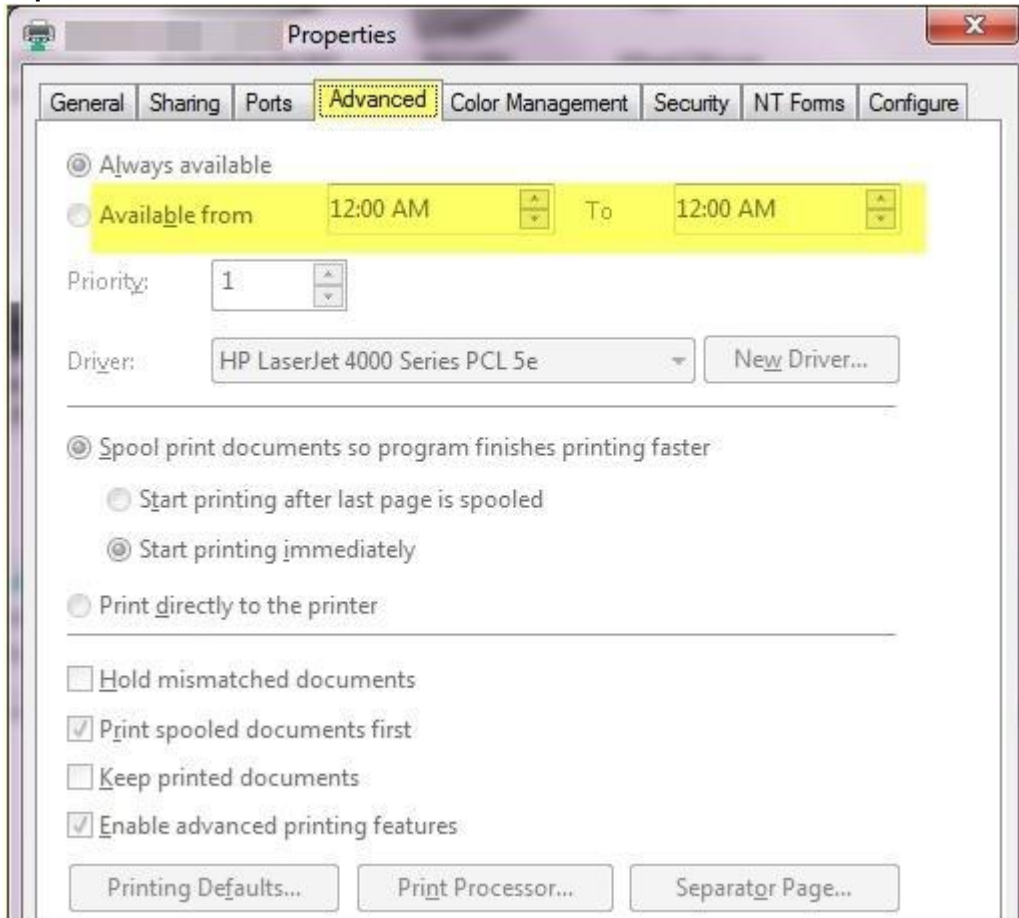 Properties
General Sharing Ports Advanced Color Management Security NT Forms Configure
Always available
Available from 12:00 AM To 12:00 AM
Priority: 1
Driver: HP LaserJet 4000 Series PCL 5e New Driver...
Spool print documents so program finishes printing faster
Start printing after last page is spooled
Start printing immediately
Print directly to the printer
Hold mismatched documents
Print spooled documents first
Keep printed documents
Enable advanced printing features
Printing Defaults... Print Processor... Separator Page...